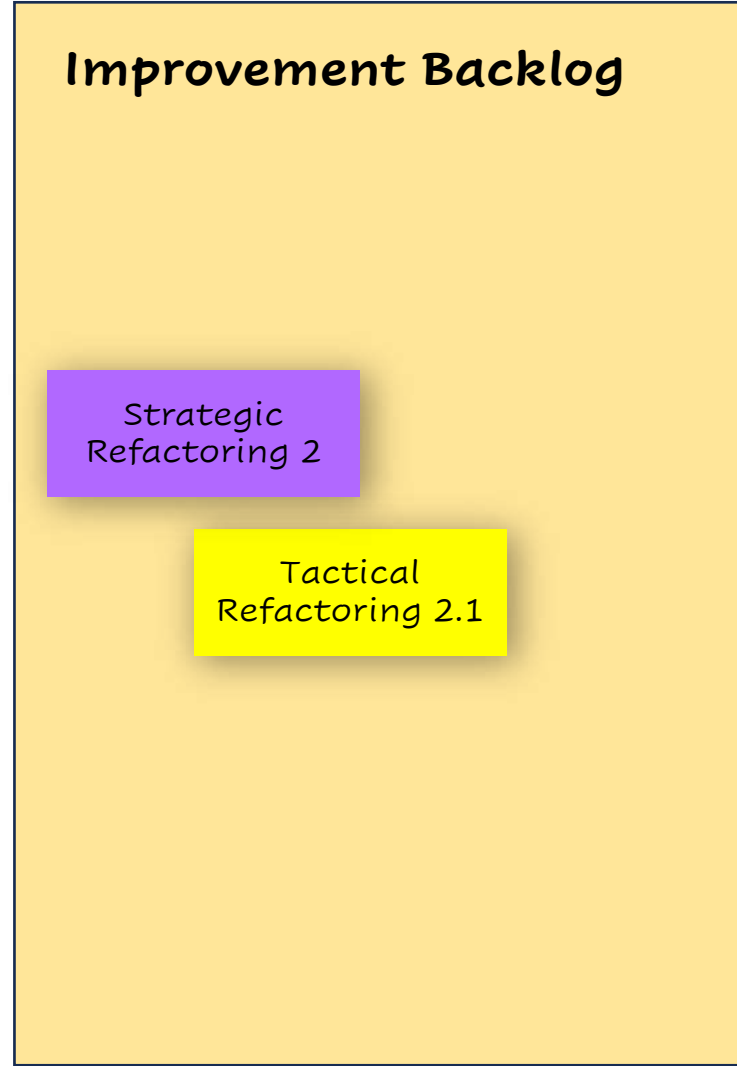 Improvement Backlog
Strategic
Refactoring 2
Tactical
Refactoring 2.1